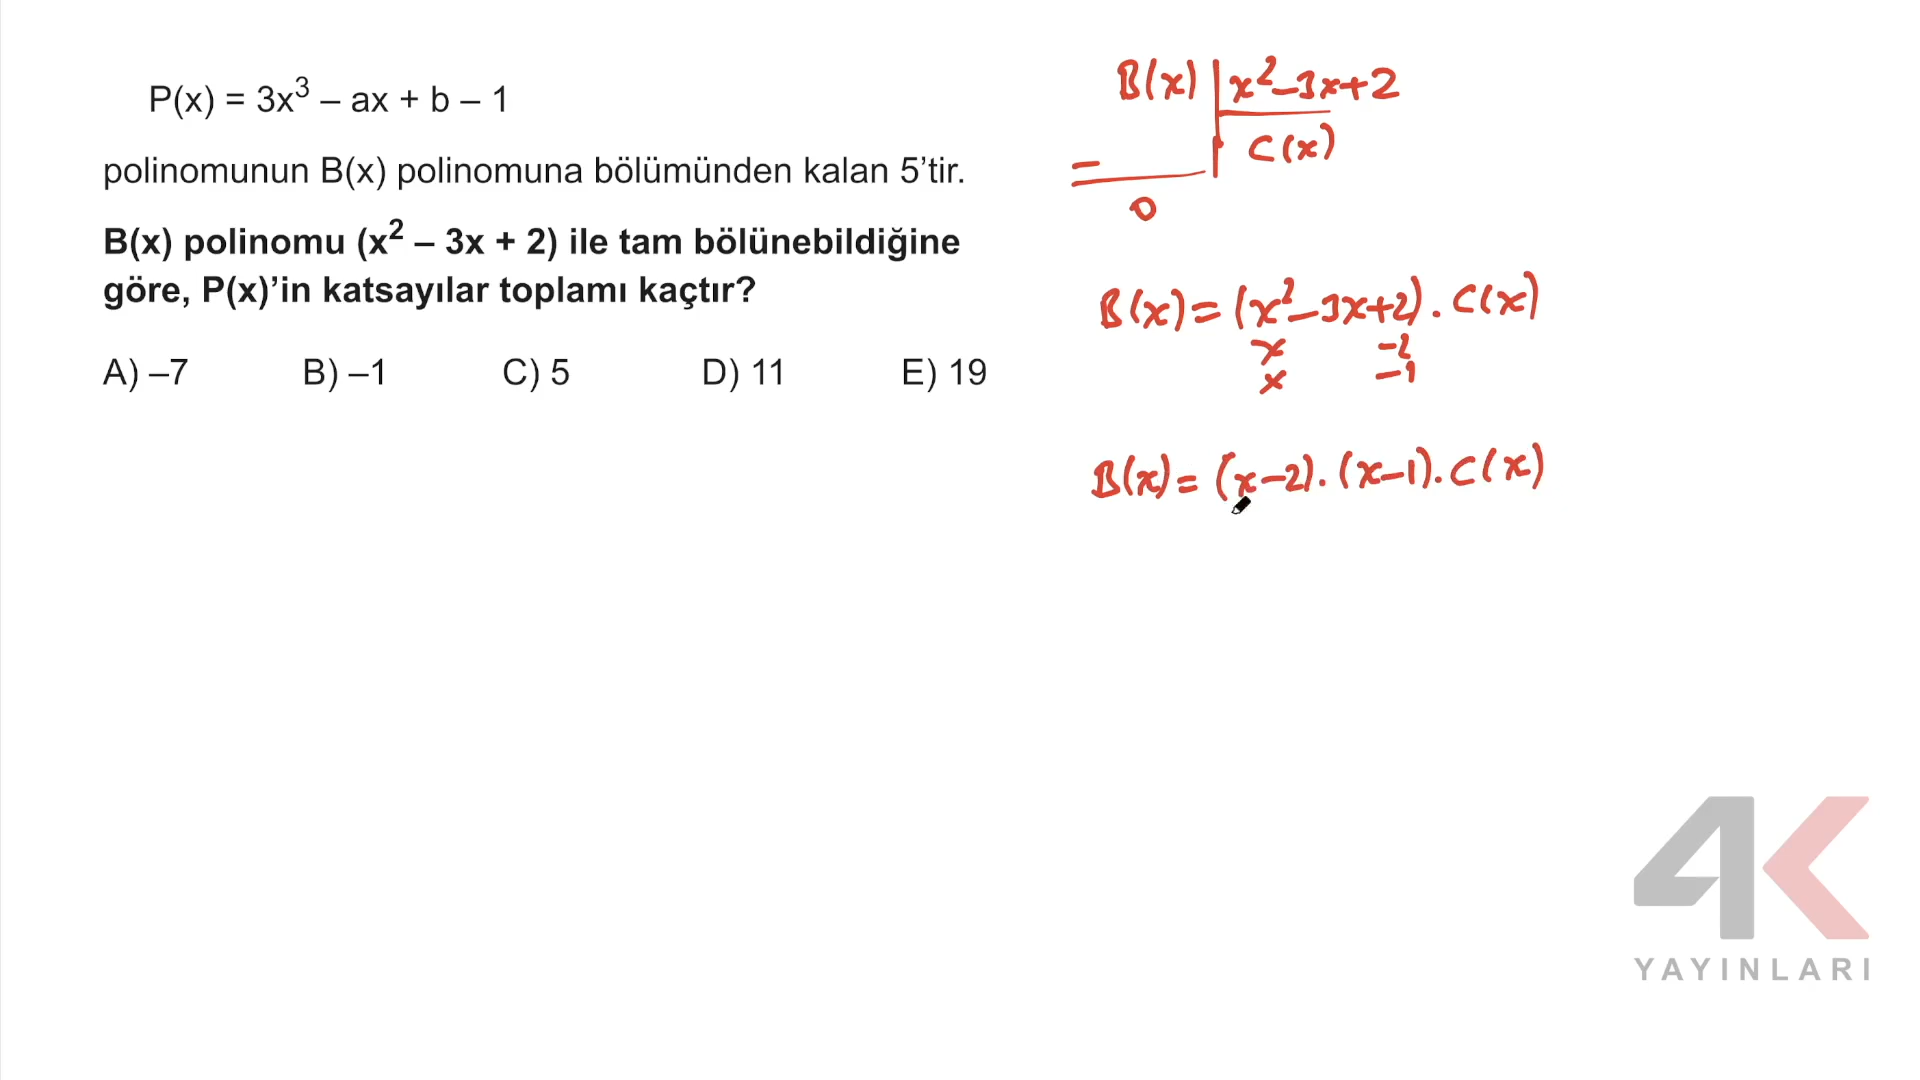 P(x) = 3x³ – ax + b – 1
polinomunun B(x) polinomuna bölümünden kalan 5’tir.
B(x) polinomu (x² – 3x + 2) ile tam bölünebildiğine
göre, P(x)’in katsayılar toplamı kaçtır?
A) –7 B) –1 C) 5 D) 11 E) 19
B(x) | x²–3x+2
C(x)
0
B(x) = (x²–3x+2) . C(x)
x –2
x –1
B(x) = (x–2) . (x–1) . C(x)
4K
YAYINLARI